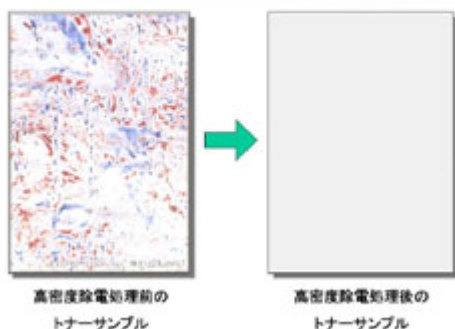 高密度除電処理前の
トナーサンプル
高密度除電処理後の
トナーサンプル